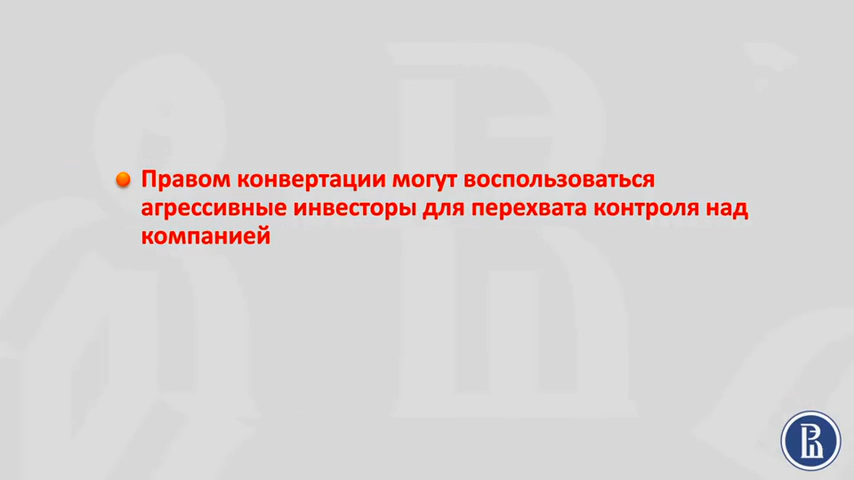 Правом конвертации могут воспользоваться
агрессивные инвесторы для перехвата контроля над
компанией